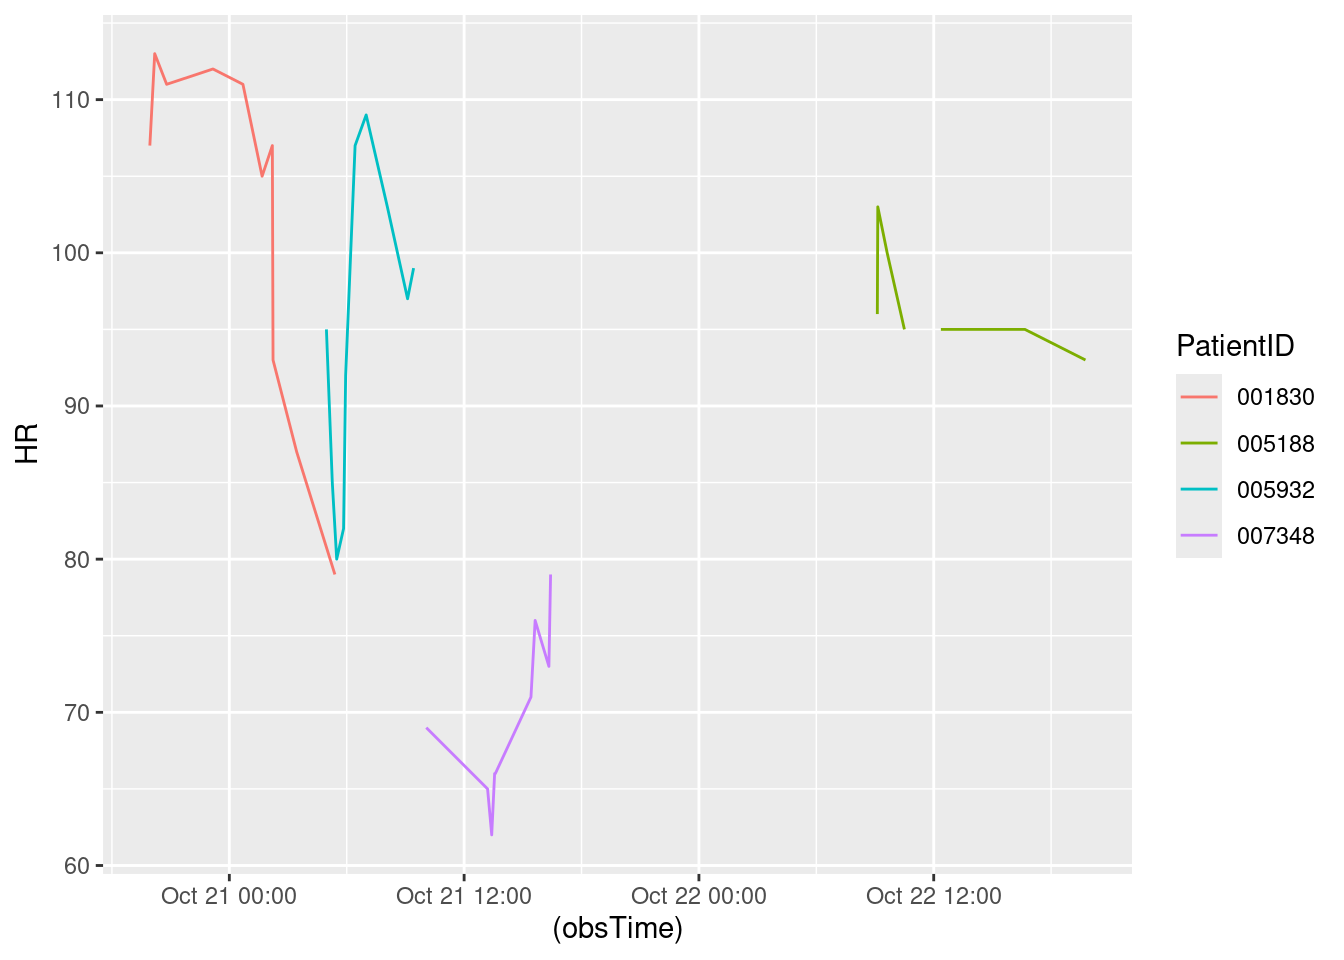 HR
110
100
90
80
70
60
Oct 21 00:00
Oct 21 12:00
Oct 22 00:00
Oct 22 12:00
(obsTime)
PatientID
001830
005188
005932
007348